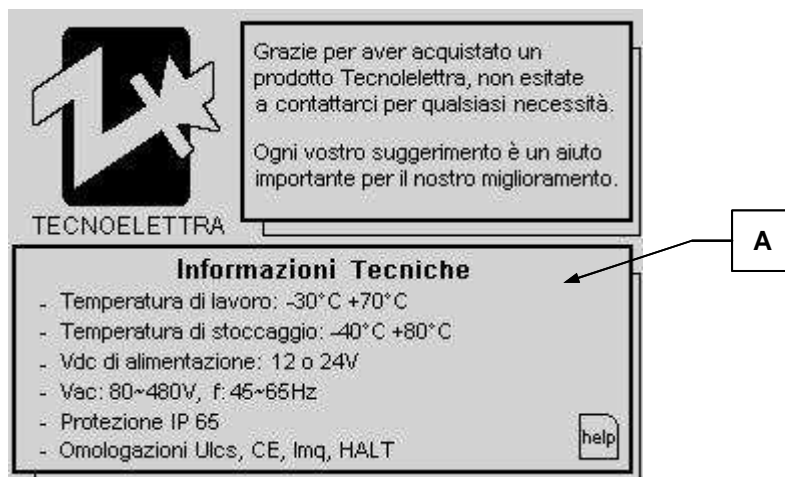 Grazie per aver acquistato un
prodotto Tecnolelettra, non esitate
a contattarci per qualsiasi necessità.
Ogni vostro suggerimento è un aiuto
importante per il nostro miglioramento.
TECNOELETTRA
A
Informazioni Tecniche
- Temperatura di lavoro: -30°C +70°C
- Temperatura di stoccaggio: -40°C +80°C
- Vdc di alimentazione: 12 o 24V
- Vac: 80~480V, f: 45~65Hz
- Protezione IP 65
- Omologazioni Ulcs, CE, Imq, HALT
help